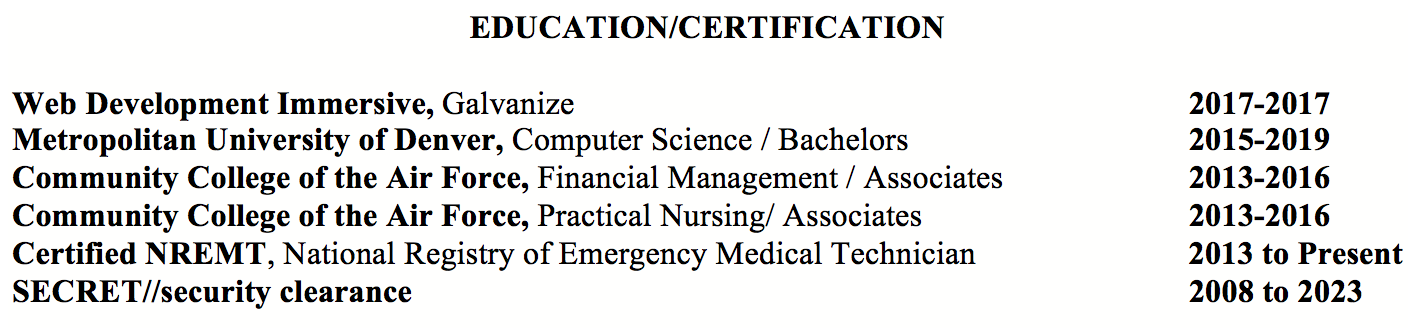 EDUCATION/CERTIFICATION
Web Development Immersive, Galvanize 2017-2017
Metropolitan University of Denver, Computer Science / Bachelors 2015-2019
Community College of the Air Force, Financial Management / Associates 2013-2016
Community College of the Air Force, Practical Nursing/ Associates 2013-2016
Certified NREMT, National Registry of Emergency Medical Technician 2013 to Present
SECRET//security clearance 2008 to 2023